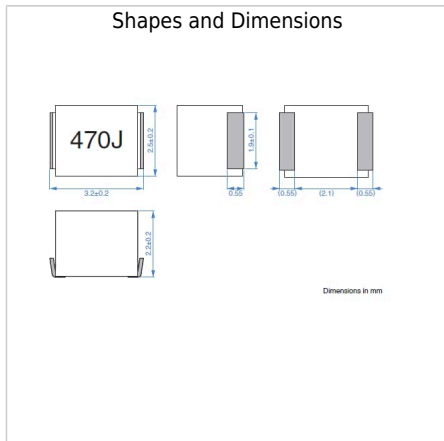 Shapes and Dimensions
470J
2.5±0.2
3.2±0.2
1.9±0.1
0.55
(0.55)
(2.1)
(0.55)
2.2±0.2
Dimensions in mm